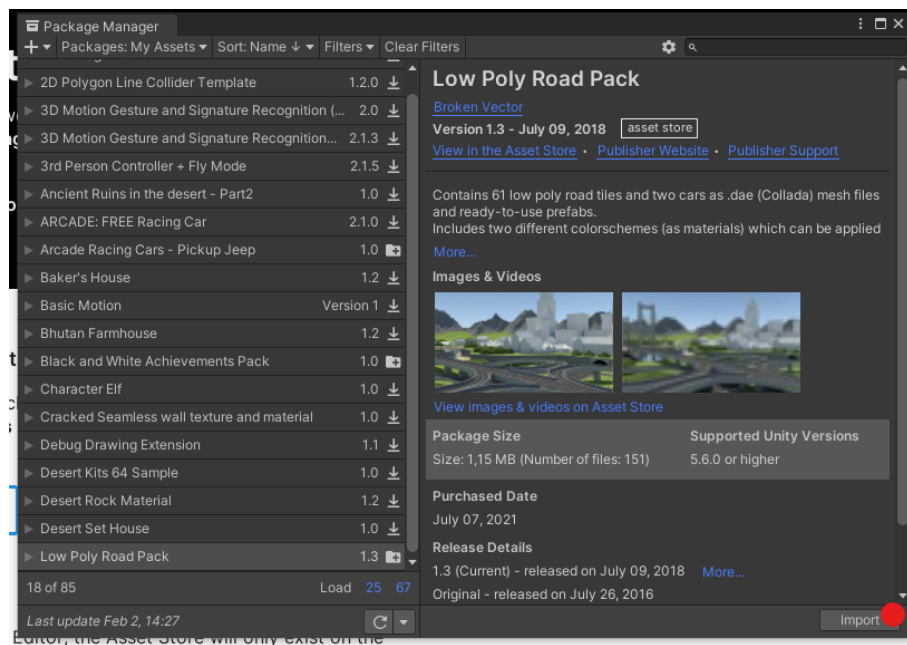 Package Manager
+ Packages: My Assets Sort: Name ↓ Filters Clear Filters
2D Polygon Line Collider Template 1.2.0
3D Motion Gesture and Signature Recognition (... 2.0
3D Motion Gesture and Signature Recognition... 2.1.3
3rd Person Controller + Fly Mode 2.1.5
Ancient Ruins in the desert - Part2 1.0
ARCADE: FREE Racing Car 2.1.0
Arcade Racing Cars - Pickup Jeep 1.0
Baker's House 1.2
Basic Motion Version 1
Bhutan Farmhouse 1.2
Black and White Achievements Pack 1.0
Character Elf 1.0
Cracked Seamless wall texture and material 1.0
Debug Drawing Extension 1.1
Desert Kits 64 Sample 1.0
Desert Rock Material 1.2
Desert Set House 1.0
Low Poly Road Pack 1.3
18 of 85 Load 25 67
Last update Feb 2, 14:27
Low Poly Road Pack
Broken Vector
Version 1.3 - July 09, 2018 asset store
View in the Asset Store • Publisher Website • Publisher Support
Contains 61 low poly road tiles and two cars as .dae (Collada) mesh files
and ready-to-use prefabs.
Includes two different colorschemes (as materials) which can be applied
More...
Images & Videos
View images & videos on Asset Store
Package Size Supported Unity Versions
Size: 1,15 MB (Number of files: 151) 5.6.0 or higher
Purchased Date
July 07, 2021
Release Details
1.3 (Current) - released on July 09, 2018 More...
Original - released on July 26, 2016
Import
Editor, the Asset Store will only exist on the